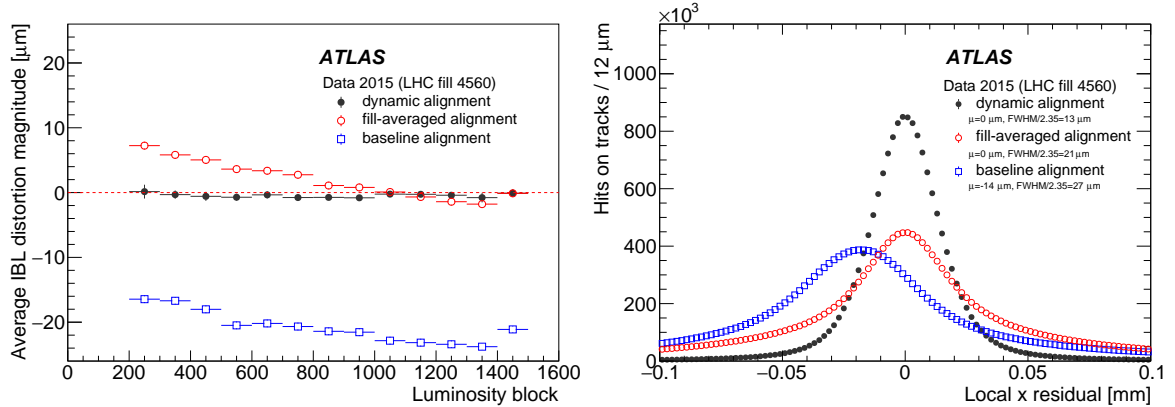 Average IBL distortion magnitude [μm]
20
10
0
−10
−20
0 200 400 600 800 1000 1200 1400 1600
Luminosity block
ATLAS
Data 2015 (LHC fill 4560)
dynamic alignment
fill-averaged alignment
baseline alignment
×10³
Hits on tracks / 12 μm
1000
800
600
400
200
0
−0.1 −0.05 0 0.05 0.1
Local x residual [mm]
ATLAS
Data 2015 (LHC fill 4560)
dynamic alignment
μ=0 μm, FWHM/2.35=13 μm
fill-averaged alignment
μ=0 μm, FWHM/2.35=21 μm
baseline alignment
μ=-14 μm, FWHM/2.35=27 μm